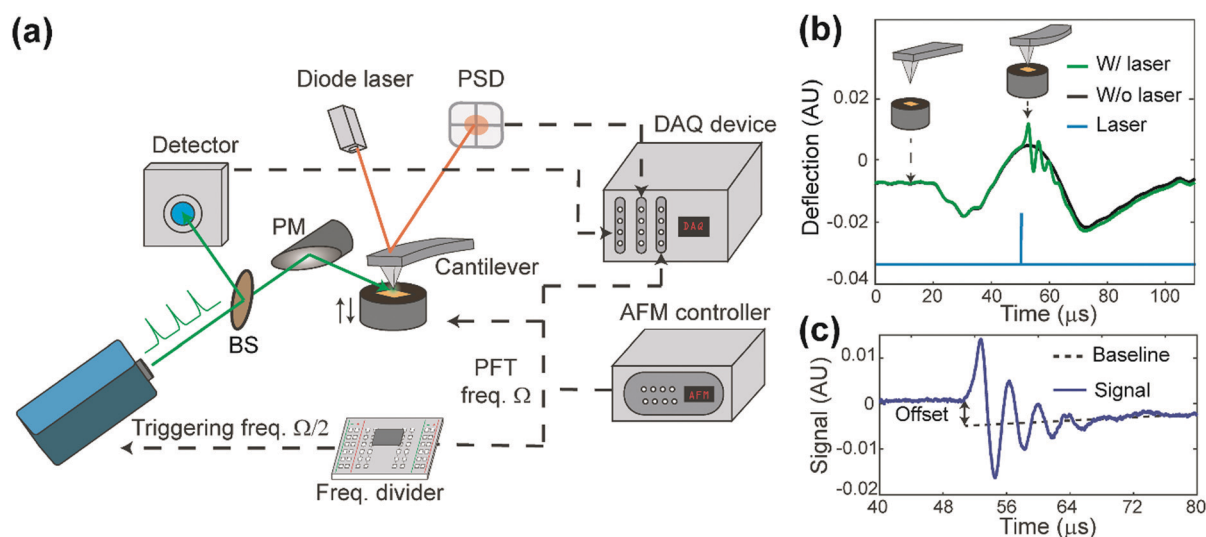 (a)
Diode laser
PSD
DAQ device
Detector
DAQ
PM
Cantilever
BS
AFM controller
PFT
freq. Ω
AFM
Triggering freq. Ω/2
Freq. divider
(b)
W/ laser
W/o laser
Laser
Deflection (AU)
0.02
0
-0.02
-0.04
0 20 40 60 80 100
Time (μs)
(c)
Baseline
Signal
Offset
Signal (AU)
0.01
0
-0.01
0.02
40 48 56 64 72 80
Time (μs)